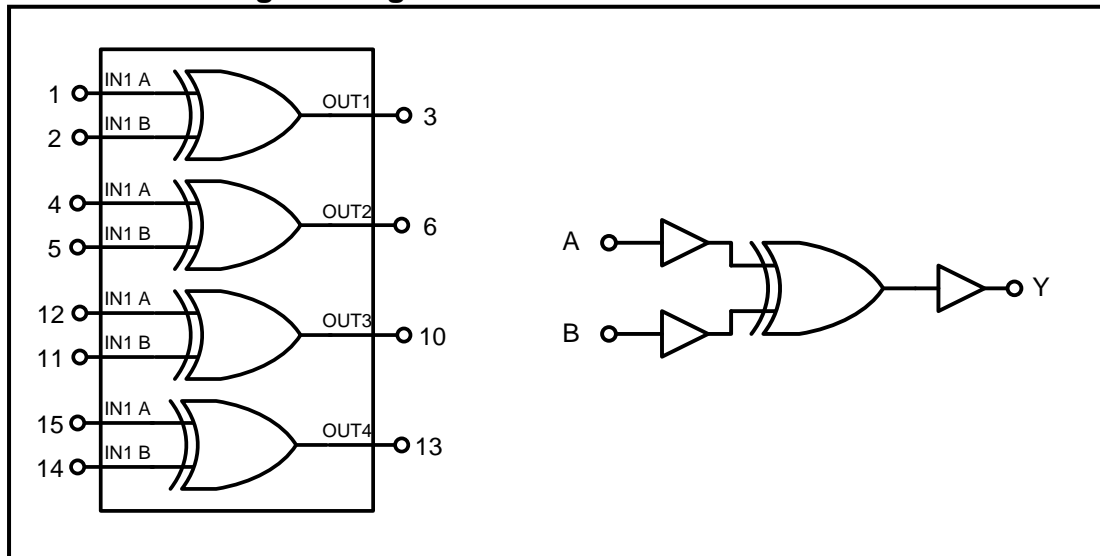 1 IN1 A OUT1 3
2 IN1 B
4 IN1 A OUT2 6
5 IN1 B
12 IN1 A OUT3 10
11 IN1 B
15 IN1 A OUT4 13
14 IN1 B
A
B
Y